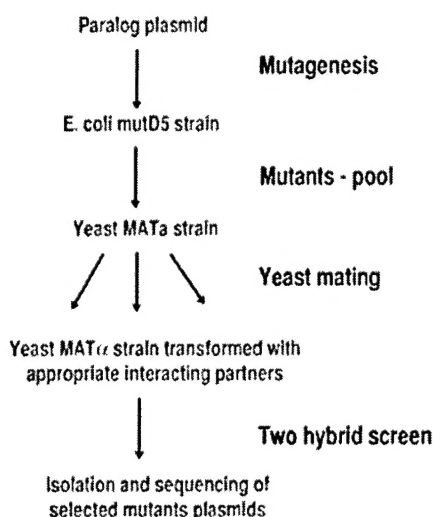 Paralog plasmid
Mutagenesis
E. coli mutD5 strain
Mutants - pool
Yeast MATa strain
Yeast mating
Yeast MATα strain transformed with
appropriate interacting partners
Two hybrid screen
Isolation and sequencing of
selected mutants plasmids